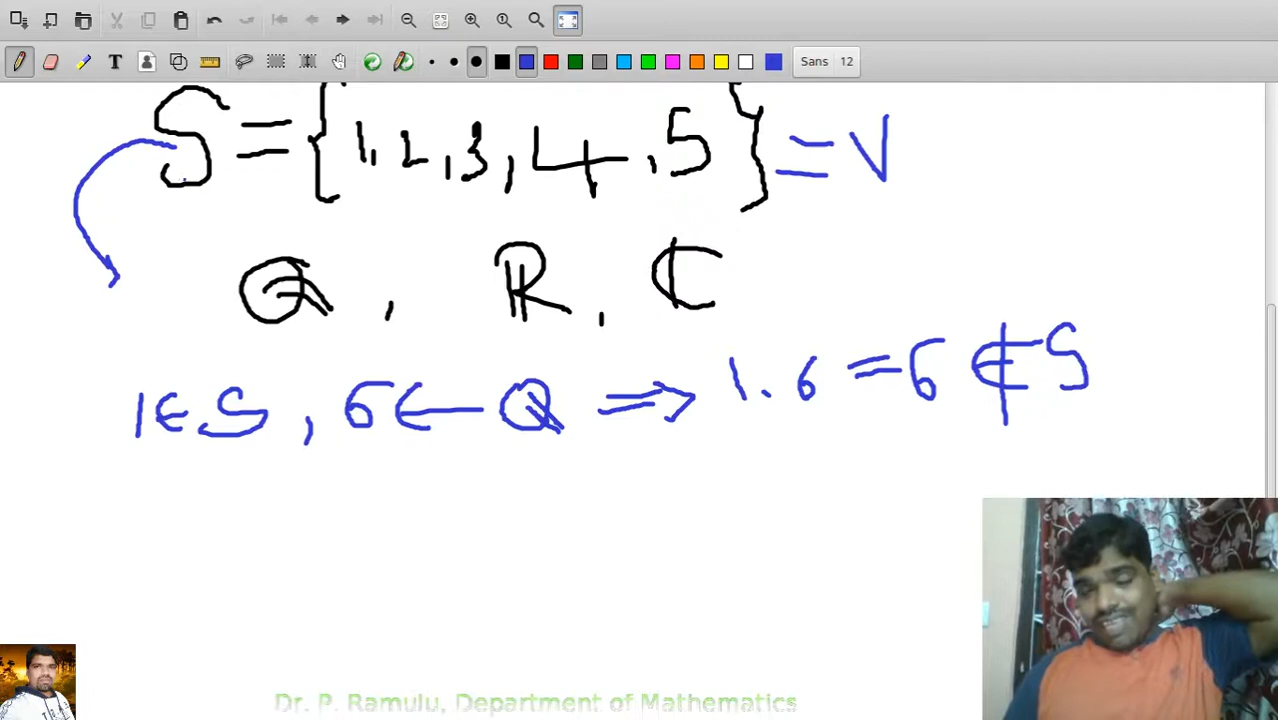 Sans 12
S = {1, 2, 3, 4, 5} = V
ℚ, ℝ, ℂ
1 ∈ S, 6 ∈ ℚ ⇒ 1.6 = 6 ∉ S
Dr. P. Ramulu, Department of Mathematics